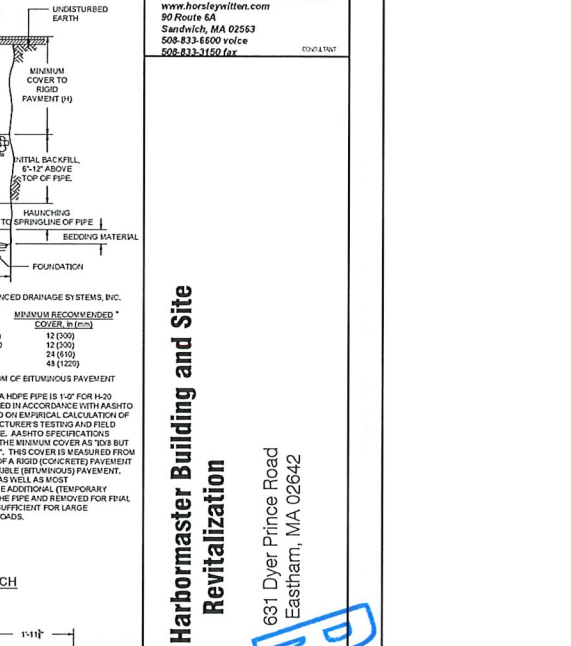 UNDISTURBED
EARTH
MINIMUM
COVER TO
RIGID
PAVMENT (H)
INITIAL BACKFILL,
6"-12" ABOVE
TOP OF PIPE.
HAUNCHING
TO SPRINGLINE OF PIPE
BEDDING MATERIAL
FOUNDATION
NCED DRAINAGE SYSTEMS, INC.
MINIMUM RECOMMENDED *
COVER, in (mm)
12 (300)
12 (300)
24 (610)
48 (1220)
M OF BITUMINOUS PAVEMENT
A HDPE PIPE IS 1'-0" FOR H-20
ED IN ACCORDANCE WITH AASHTO
D ON EMPIRICAL CALCULATION OF
CTURER'S TESTING AND FIELD
E. AASHTO SPECIFICATIONS
THE MINIMUM COVER AS "ID/8 BUT
". THIS COVER IS MEASURED FROM
OF A RIGID (CONCRETE) PAVEMENT
IBLE (BITUMINOUS) PAVEMENT.
AS WELL AS MOST
E ADDITIONAL (TEMPORARY
HE PIPE AND REMOVED FOR FINAL
SUFFICIENT FOR LARGE
OADS.
CH
www.horsleywitten.com
90 Route 6A
Sandwich, MA 02563
508-833-6600 voice
508-833-3150 fax
CONSULTANT
Harbormaster Building and Site
Revitalization
631 Dyer Prince Road
Eastham, MA 02642